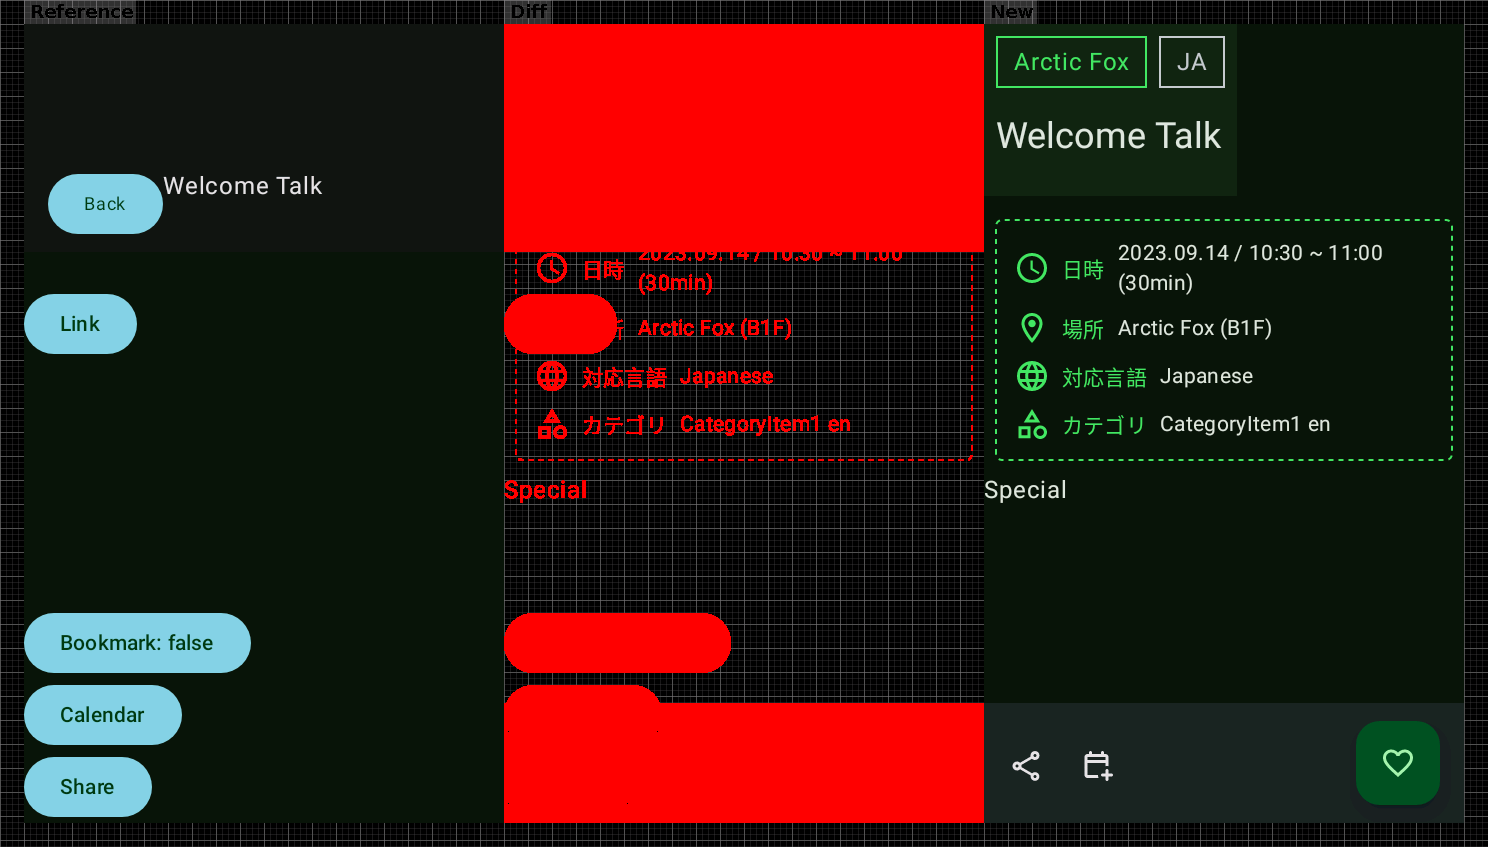 Reference
Back
Welcome Talk
Link
Bookmark: false
Calendar
Share
Diff
日時 2023.09.14 / 10:30 ~ 11:00
(30min)
所 Arctic Fox (B1F)
対応言語 Japanese
カテゴリ CategoryItem1 en
Special
New
Arctic Fox JA
Welcome Talk
日時 2023.09.14 / 10:30 ~ 11:00
(30min)
場所 Arctic Fox (B1F)
対応言語 Japanese
カテゴリ CategoryItem1 en
Special